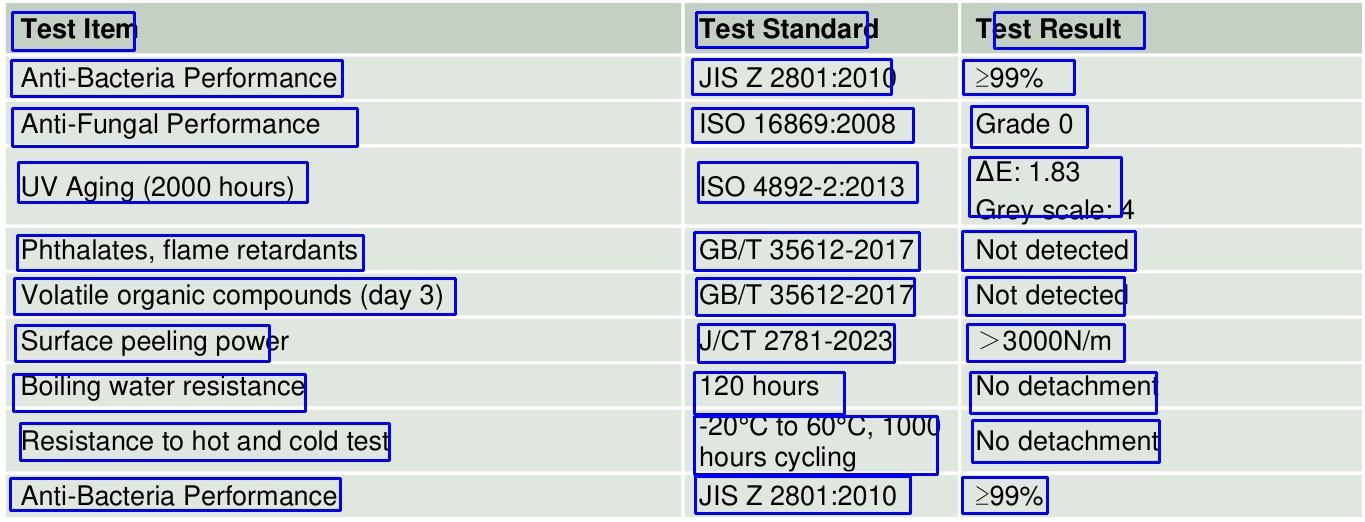 Test Item Test Standard Test Result
Anti-Bacteria Performance JIS Z 2801:2010 ≥99%
Anti-Fungal Performance ISO 16869:2008 Grade 0
UV Aging (2000 hours) ISO 4892-2:2013 ΔE: 1.83
Grey scale: 4
Phthalates, flame retardants GB/T 35612-2017 Not detected
Volatile organic compounds (day 3) GB/T 35612-2017 Not detected
Surface peeling power J/CT 2781-2023 ＞3000N/m
Boiling water resistance 120 hours No detachment
Resistance to hot and cold test -20°C to 60°C, 1000 No detachment
hours cycling
Anti-Bacteria Performance JIS Z 2801:2010 ≥99%